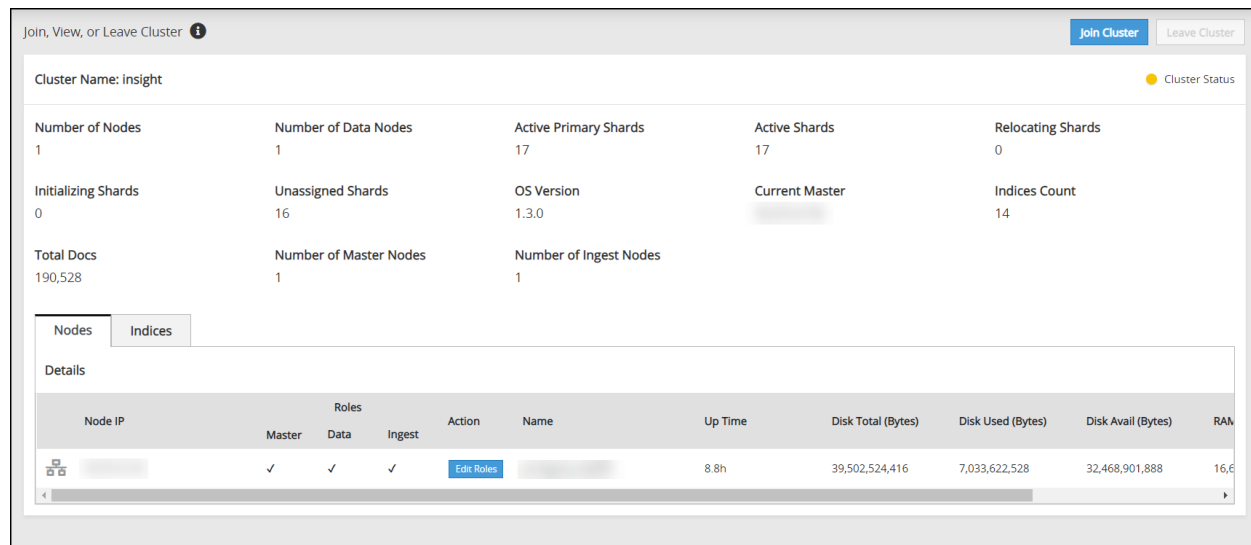 Join, View, or Leave Cluster
Join Cluster
Leave Cluster
Cluster Name: insight
Cluster Status
Number of Nodes
1
Number of Data Nodes
1
Active Primary Shards
17
Active Shards
17
Relocating Shards
0
Initializing Shards
0
Unassigned Shards
16
OS Version
1.3.0
Current Master
Indices Count
14
Total Docs
190,528
Number of Master Nodes
1
Number of Ingest Nodes
1
Nodes
Indices
Details
Node IP
Roles
Master
Data
Ingest
Action
Name
Up Time
Disk Total (Bytes)
Disk Used (Bytes)
Disk Avail (Bytes)
✓ ✓ ✓
Edit Roles
8.8h
39,502,524,416
7,033,622,528
32,468,901,888